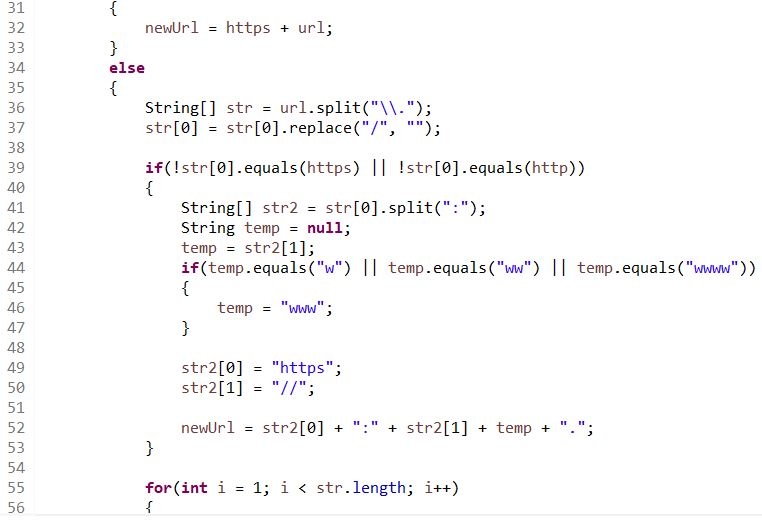 31 {
32 newUrl = https + url;
33 }
34 else
35 {
36 String[] str = url.split("\\.");
37 str[0] = str[0].replace("/", "");
38
39 if(!str[0].equals(https) || !str[0].equals(http))
40 {
41 String[] str2 = str[0].split(":");
42 String temp = null;
43 temp = str2[1];
44 if(temp.equals("w") || temp.equals("ww") || temp.equals("wwww"))
45 {
46 temp = "www";
47 }
48
49 str2[0] = "https";
50 str2[1] = "//";
51
52 newUrl = str2[0] + ":" + str2[1] + temp + ".";
53 }
54
55 for(int i = 1; i < str.length; i++)
56 {